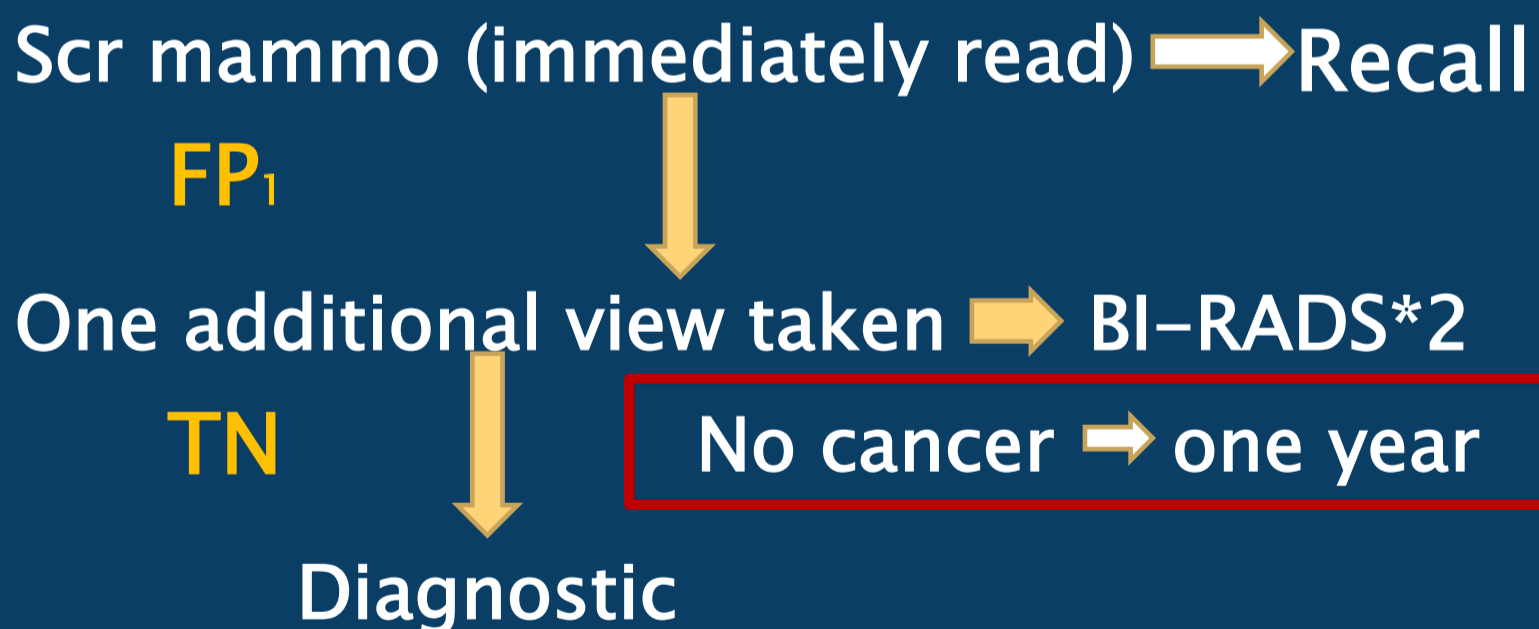 Scr mammo (immediately read) Recall
FP1
One additional view taken BI-RADS*2
TN No cancer one year
Diagnostic